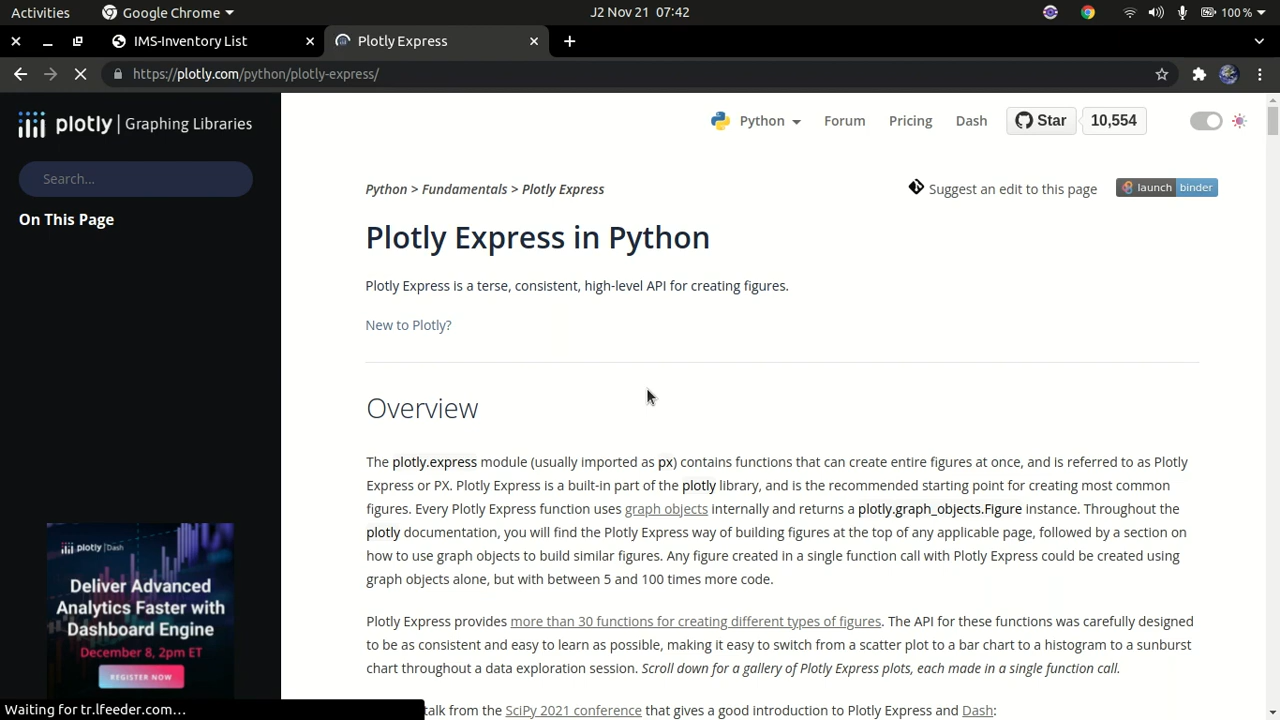 Activities Google Chrome J2 Nov 21 07:42 100 %
IMS-Inventory List Plotly Express
https://plotly.com/python/plotly-express/
plotly | Graphing Libraries
Search...
On This Page
Python Forum Pricing Dash Star 10,554
Python > Fundamentals > Plotly Express
Suggest an edit to this page
launch binder
Plotly Express in Python
Plotly Express is a terse, consistent, high-level API for creating figures.
New to Plotly?
Overview
The plotly.express module (usually imported as px) contains functions that can create entire figures at once, and is referred to as Plotly
Express or PX. Plotly Express is a built-in part of the plotly library, and is the recommended starting point for creating most common
figures. Every Plotly Express function uses graph objects internally and returns a plotly.graph_objects.Figure instance. Throughout the
plotly documentation, you will find the Plotly Express way of building figures at the top of any applicable page, followed by a section on
how to use graph objects to build similar figures. Any figure created in a single function call with Plotly Express could be created using
graph objects alone, but with between 5 and 100 times more code.
Plotly Express provides more than 30 functions for creating different types of figures. The API for these functions was carefully designed
to be as consistent and easy to learn as possible, making it easy to switch from a scatter plot to a bar chart to a histogram to a sunburst
chart throughout a data exploration session. Scroll down for a gallery of Plotly Express plots, each made in a single function call.
talk from the SciPy 2021 conference that gives a good introduction to Plotly Express and Dash:
plotly | Dash
Deliver Advanced
Analytics Faster with
Dashboard Engine
December 8, 2pm ET
REGISTER NOW
Waiting for tr.lfeeder.com...